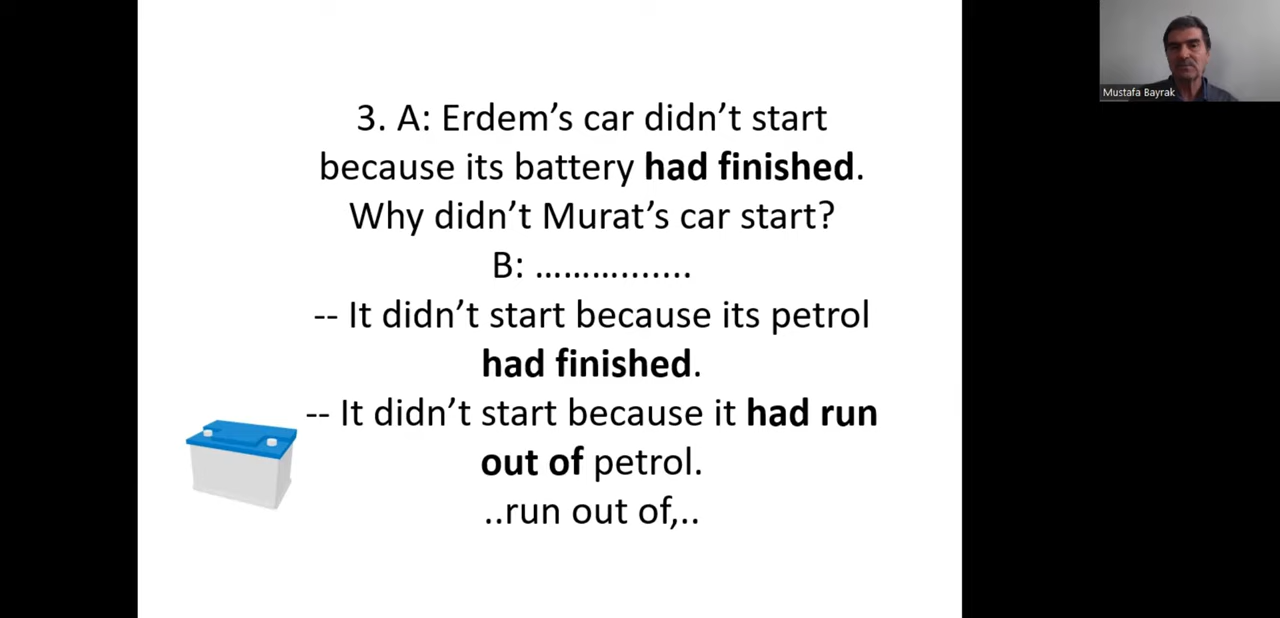 3. A: Erdem’s car didn’t start
because its battery had finished.
Why didn’t Murat’s car start?
B: ……….......
-- It didn’t start because its petrol
had finished.
-- It didn’t start because it had run
out of petrol.
..run out of,..
Mustafa Bayrak